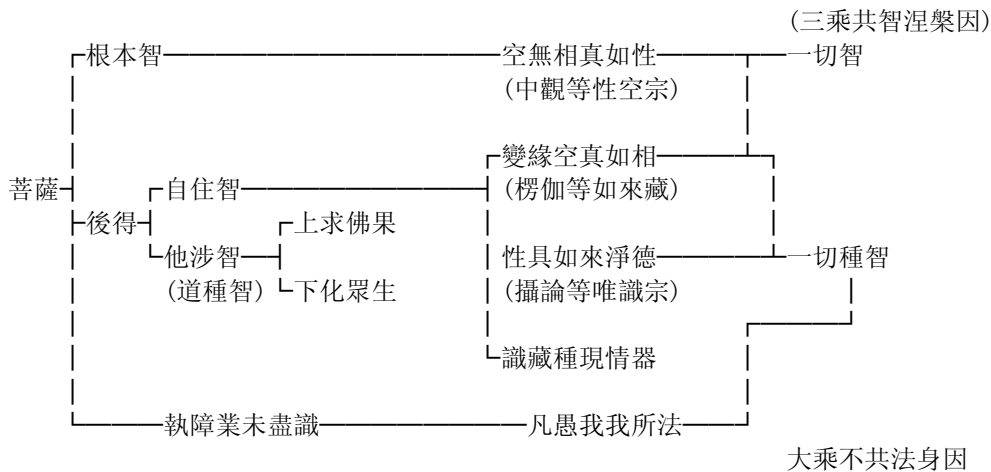 (三乘共智涅槃因)
根本智 空無相真如性 一切智
(中觀等性空宗)
變緣空真如相
菩薩 自住智 (楞伽等如來藏)
後得 上求佛果
他涉智 性具如來淨德 一切種智
(道種智) 下化眾生 (攝論等唯識宗)
識藏種現情器
執障業未盡識 凡愚我我所法
大乘不共法身因